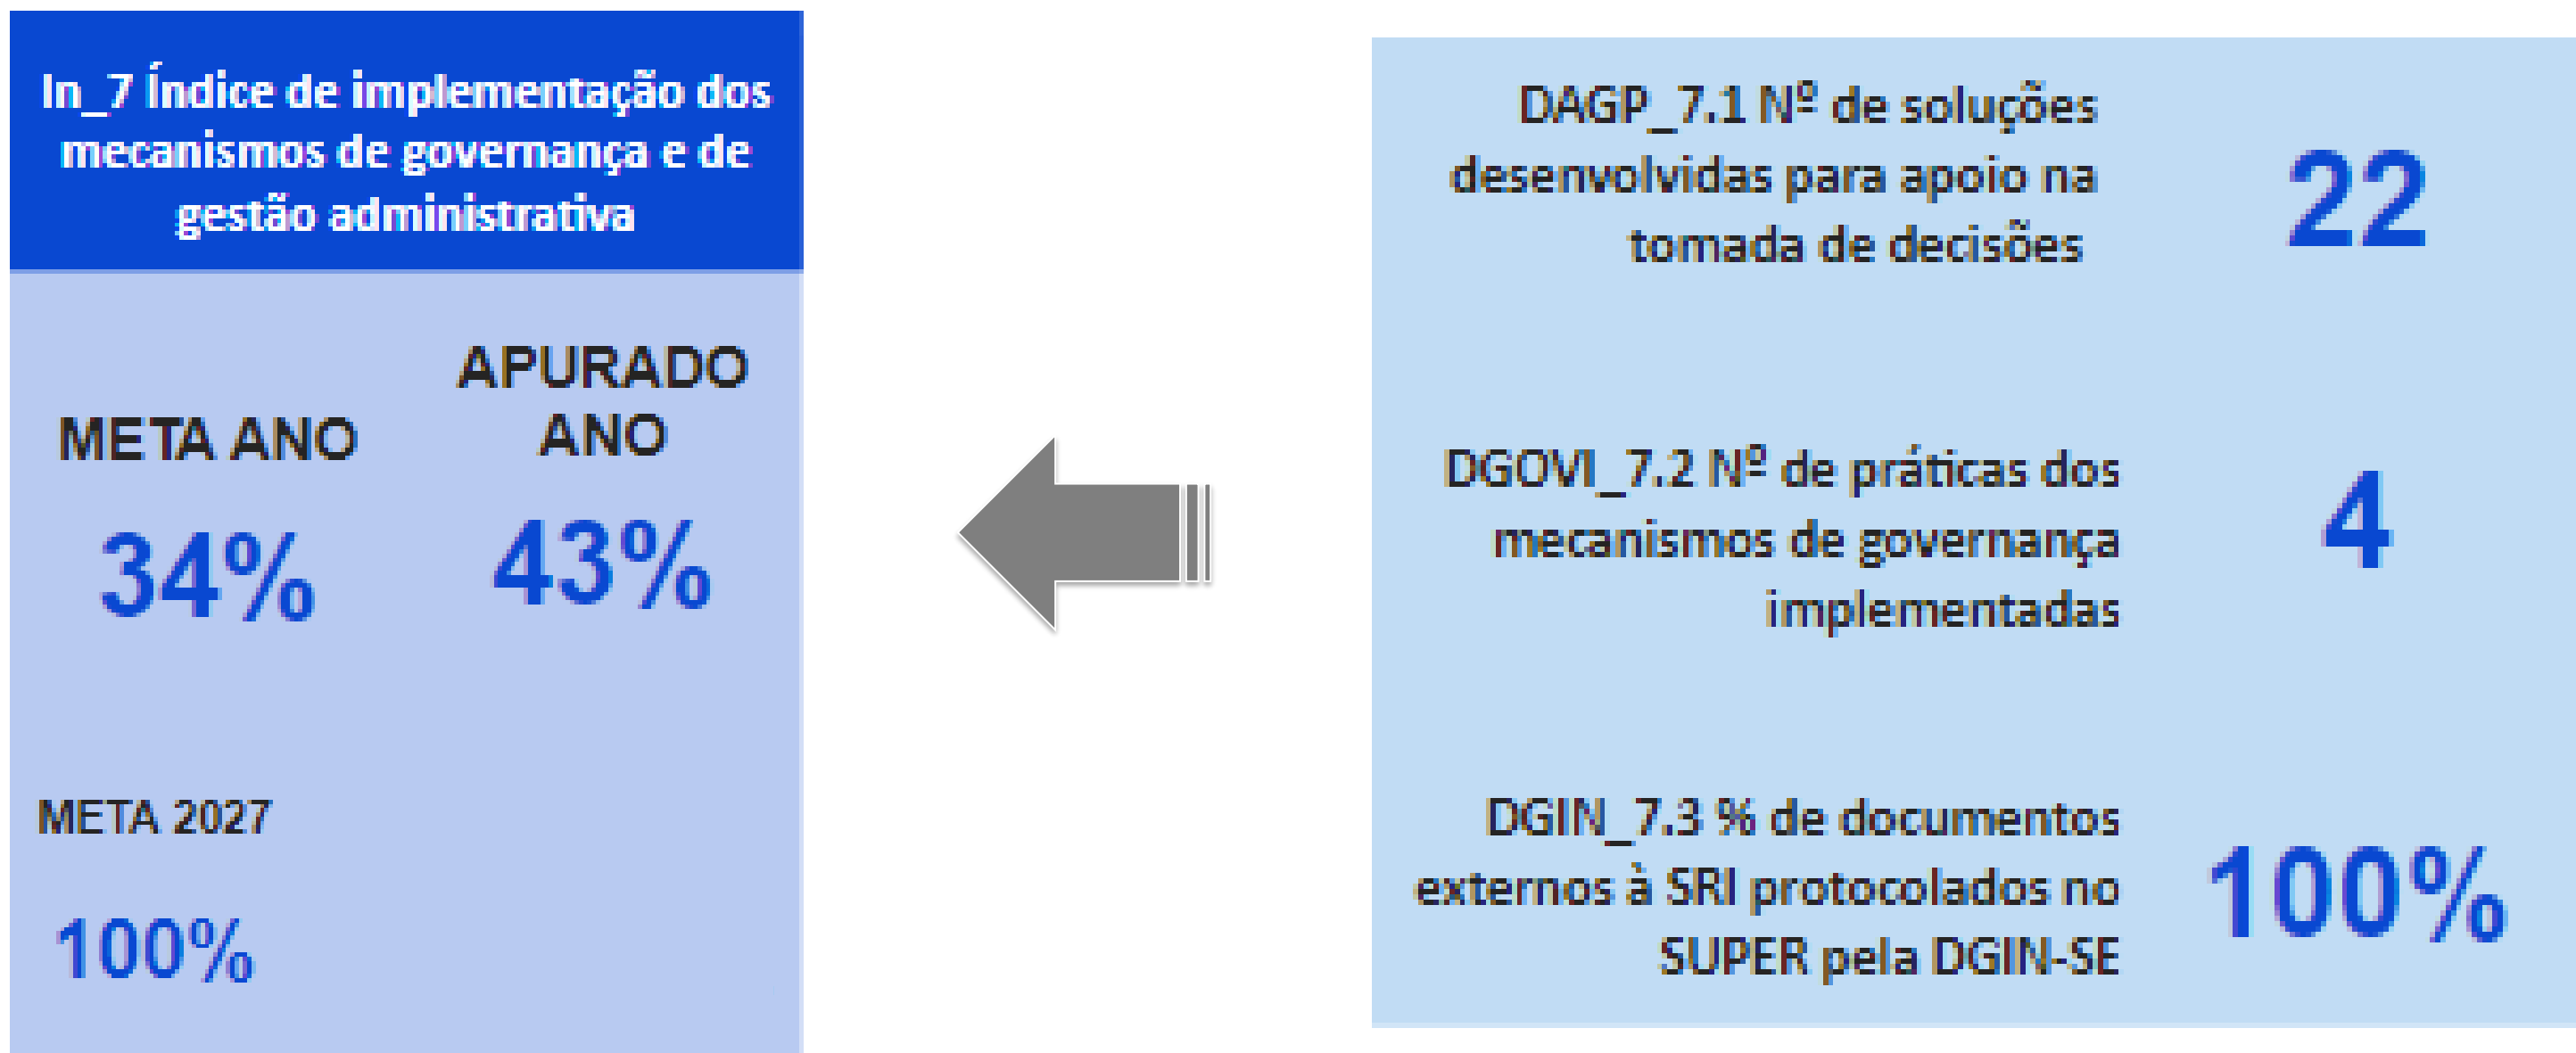 In_7 Índice de implementação dos
mecanismos de governança e de
gestão administrativa
META ANO
APURADO
ANO
34%
43%
META 2027
100%
DAGP_7.1 Nº de soluções
desenvolvidas para apoio na
tomada de decisões
22
DGOVI_7.2 Nº de práticas dos
mecanismos de governança
implementadas
4
DGIN_7.3 % de documentos
externos à SRI protocolados no
SUPER pela DGIN-SE
100%